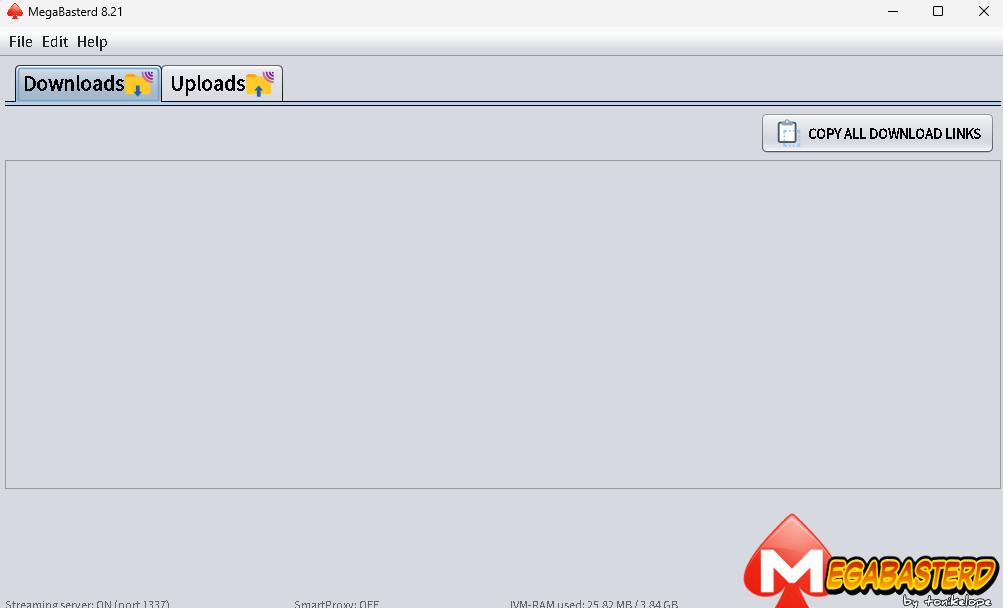 MegaBasterd 8.21
File Edit Help
Downloads Uploads
COPY ALL DOWNLOAD LINKS
MEGABASTERD
by tonikelope
Streaming server: ON (port 1337) SmartProxy: OFF JVM-RAM used: 25.82 MB / 3.84 GB